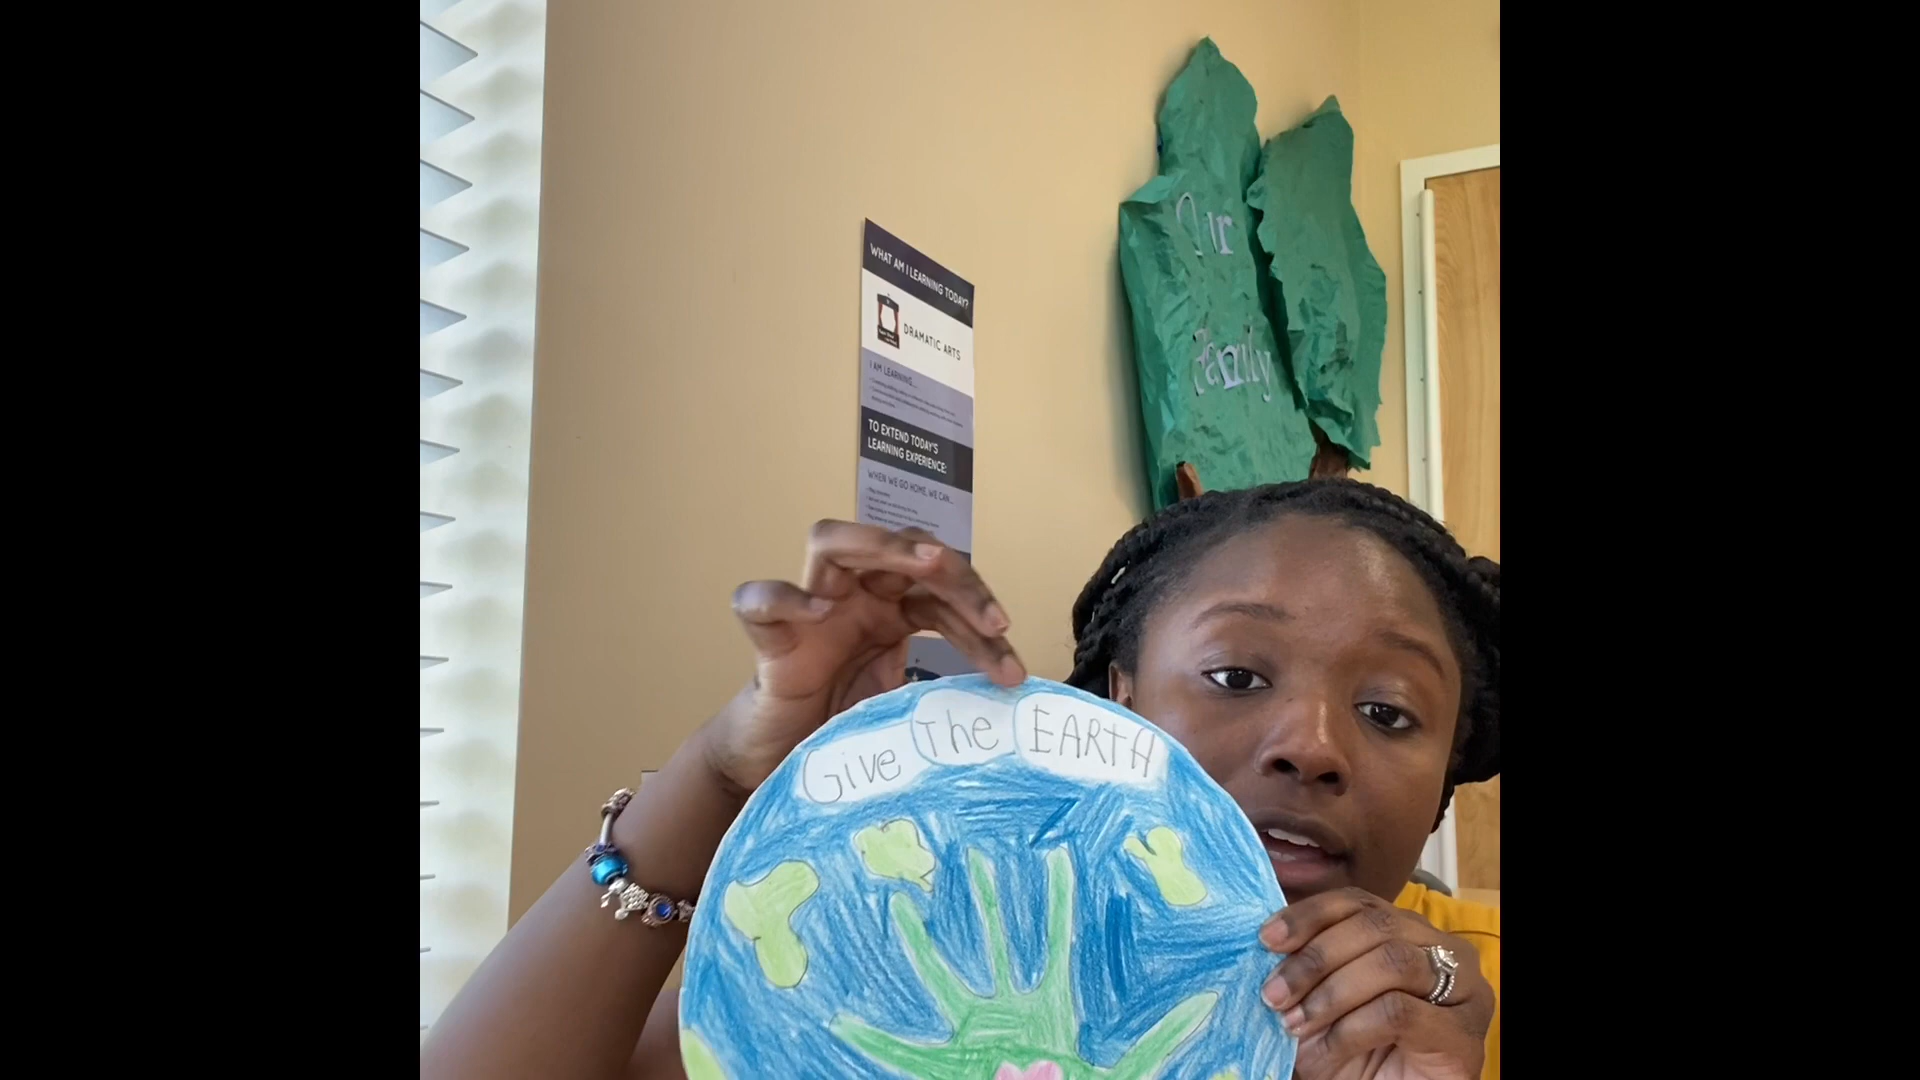 WHAT AM I LEARNING TODAY?
DRAMATIC ARTS
I AM LEARNING...
TO EXTEND TODAY'S
LEARNING EXPERIENCE:
WHEN WE GO HOME, WE CAN...
Our
Family
Give The EARTH